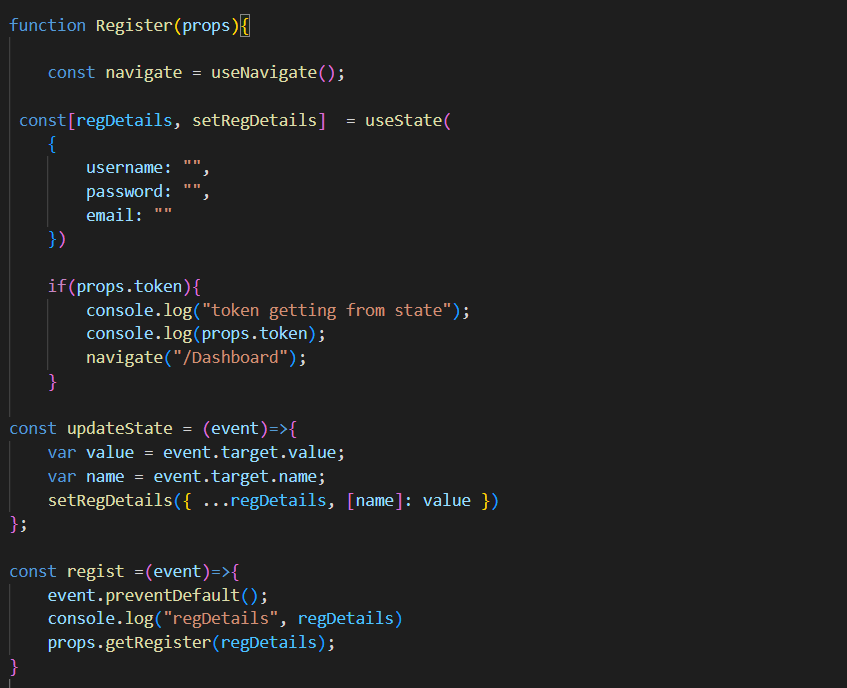 function Register(props){
const navigate = useNavigate();
const[regDetails, setRegDetails]  = useState(
{
username: "",
password: "",
email: ""
})
if(props.token){
console.log("token getting from state");
console.log(props.token);
navigate("/Dashboard");
}
const updateState = (event)=>{
var value = event.target.value;
var name = event.target.name;
setRegDetails({ ...regDetails, [name]: value })
};
const regist =(event)=>{
event.preventDefault();
console.log("regDetails", regDetails)
props.getRegister(regDetails);
}